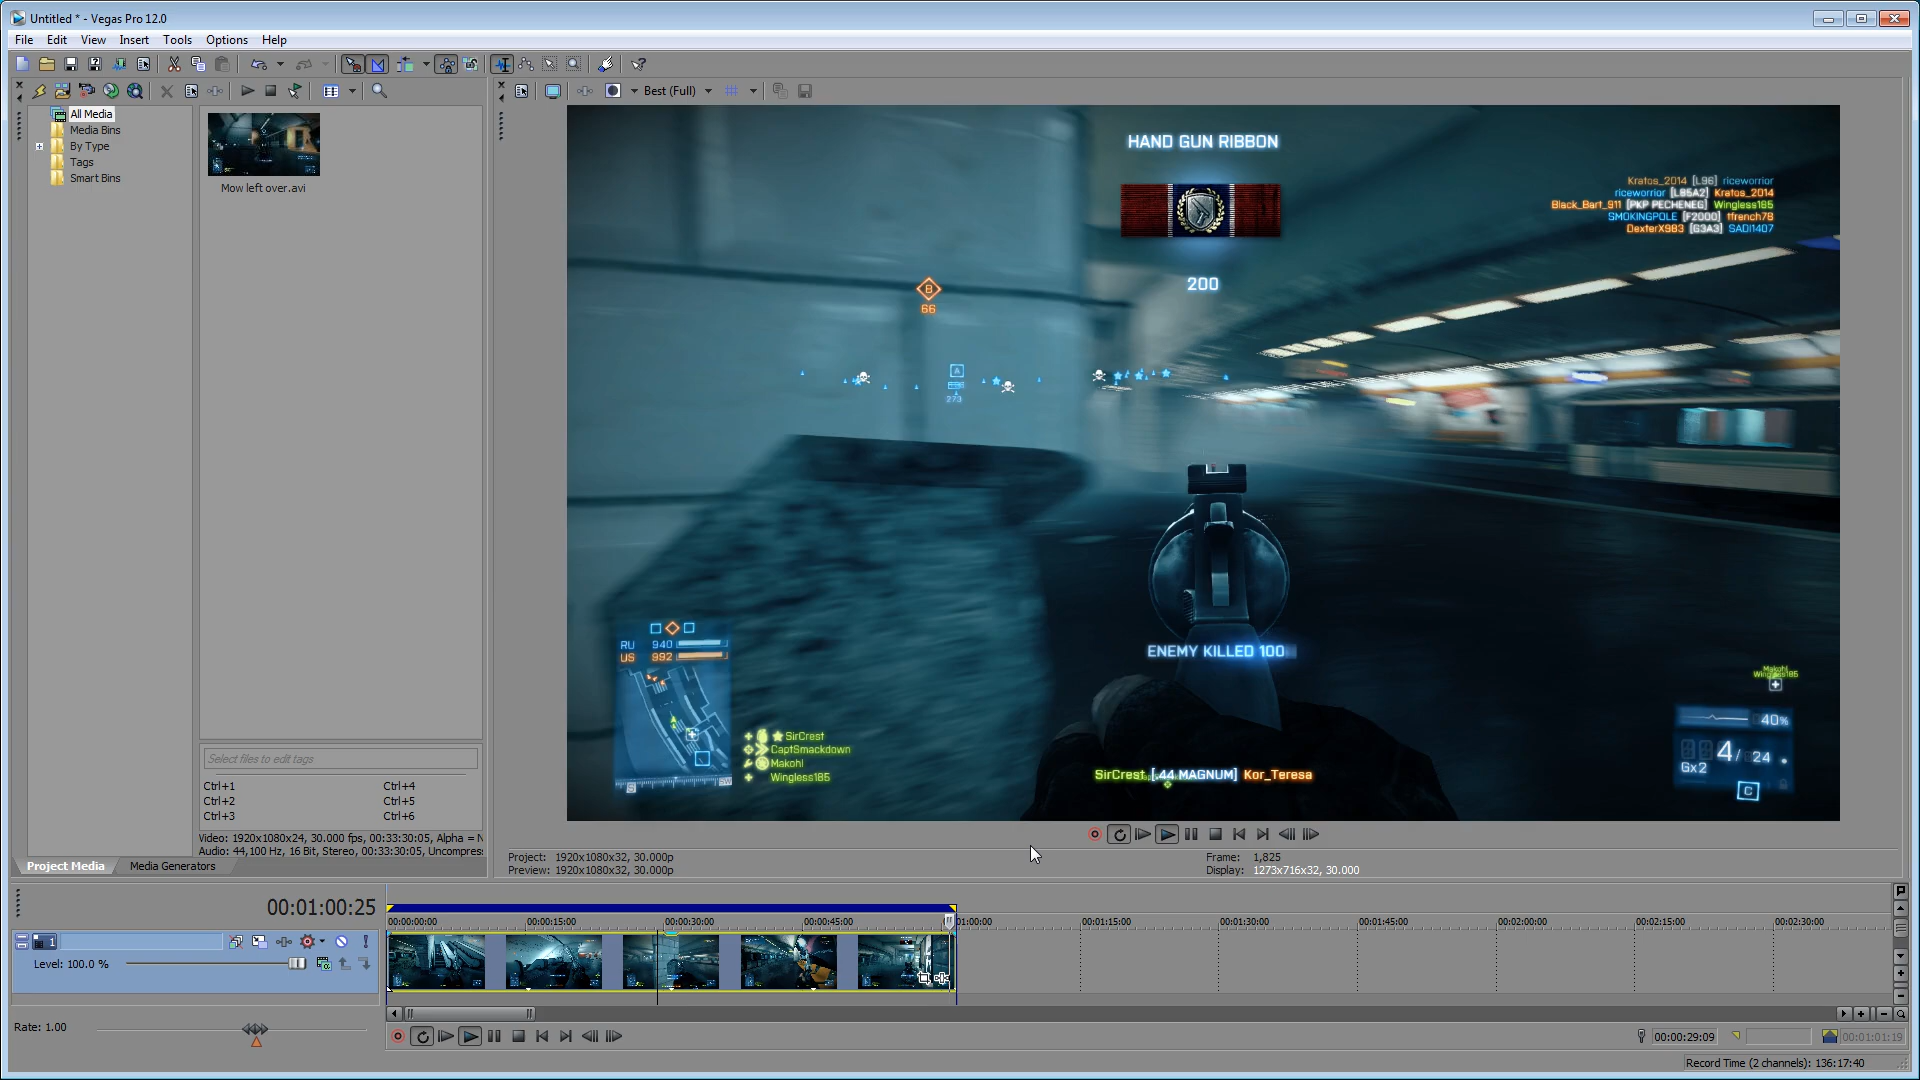 Untitled * - Vegas Pro 12.0
File Edit View Insert Tools Options Help
Best (Full)
All Media
Media Bins
By Type
Tags
Smart Bins
Mow left over.avi
HAND GUN RIBBON
200
Kratos_2014 [L96] riceworrior
riceworrior [L85A2] Kratos_2014
Black_Bart_911 [PKP PECHENEG] Wingless185
SMOKINGPOLE [F2000] tfrench78
DexterX983 [G3A3] SADI1407
B
66
A
273
ENEMY KILLED 100
RU 940
US 992
SirCrest
CaptSmackdown
Makohl
Wingless185
SirCrest [.44 MAGNUM] Kor_Teresa
Makohl
Wingless185
40%
4/ 24
Gx2
C
Select files to edit tags
Ctrl+1 Ctrl+4
Ctrl+2 Ctrl+5
Ctrl+3 Ctrl+6
Video: 1920x1080x24, 30.000 fps, 00:33:30:05, Alpha = N
Audio: 44,100 Hz, 16 Bit, Stereo, 00:33:30:05, Uncompress
Project Media Media Generators
Project: 1920x1080x32, 30.000p
Preview: 1920x1080x32, 30.000p
Frame: 1,825
Display: 1273x716x32, 30.000
00:01:00:25
00:00:00:00 00:00:15:00 00:00:30:00 00:00:45:00 01:00:00 00:01:15:00 00:01:30:00 00:01:45:00 00:02:00:00 00:02:15:00 00:02:30:00
1
Level: 100.0 %
Rate: 1.00
00:00:29:09
00:01:01:19
Record Time (2 channels): 136:17:40